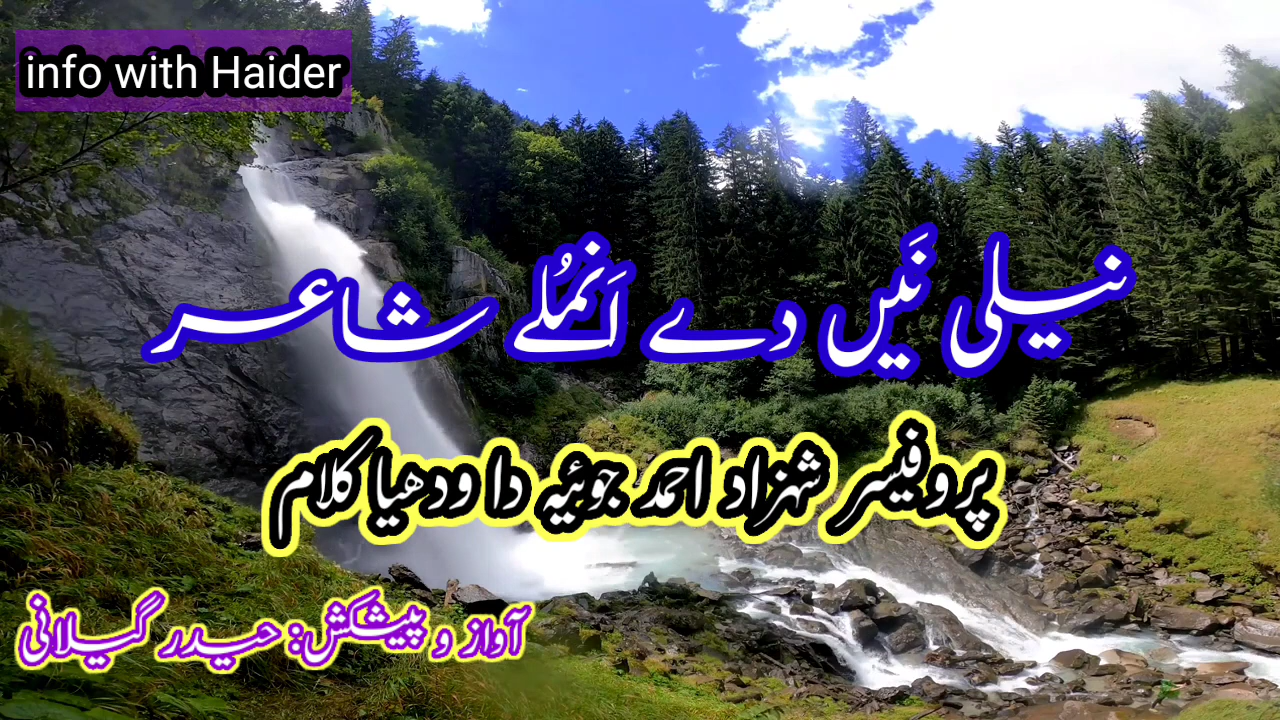 info with Haider
نیلی نَیں دے اَنمُلے شاعر
پروفیسر شہزاد احمد جوئیہ دا ودھیا کلام
آواز و پیشکش: حیدر گیلانی